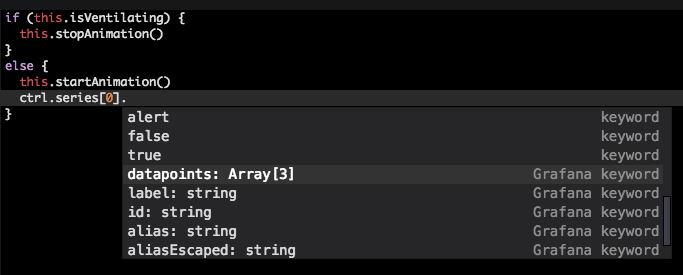 if (this.isVentilating) {
this.stopAnimation()
}
else {
this.startAnimation()
ctrl.series[0].
}
alert keyword
false keyword
true keyword
datapoints: Array[3] Grafana keyword
label: string Grafana keyword
id: string Grafana keyword
alias: string Grafana keyword
aliasEscaped: string Grafana keyword